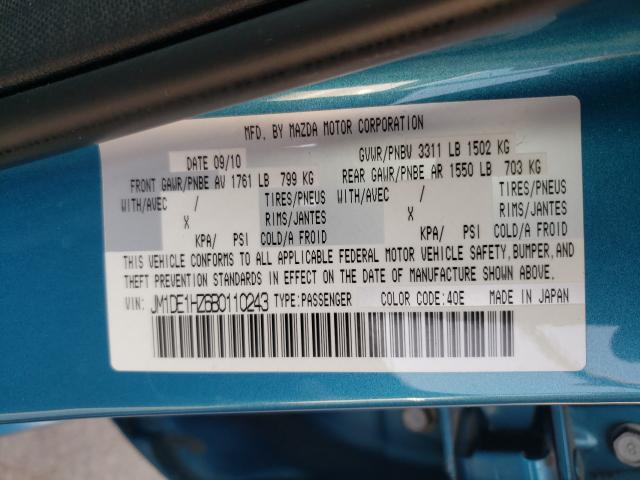 MFD. BY MAZDA MOTOR CORPORATION
DATE 09/10 GVWR/PNBV 3311 LB 1502 KG
FRONT GAWR/PNBE AV 1761 LB 799 KG REAR GAWR/PNBE AR 1550 LB 703 KG
WITH/AVEC / TIRES/PNEUS WITH/AVEC / TIRES/PNEUS
X RIMS/JANTES X RIMS/JANTES
KPA/ PSI COLD/A FROID KPA/ PSI COLD/A FROID
THIS VEHICLE CONFORMS TO ALL APPLICABLE FEDERAL MOTOR VEHICLE SAFETY, BUMPER, AND
THEFT PREVENTION STANDARDS IN EFFECT ON THE DATE OF MANUFACTURE SHOWN ABOVE.
VIN: JM1DE1HZ6B0110243 TYPE:PASSENGER COLOR CODE:40E MADE IN JAPAN